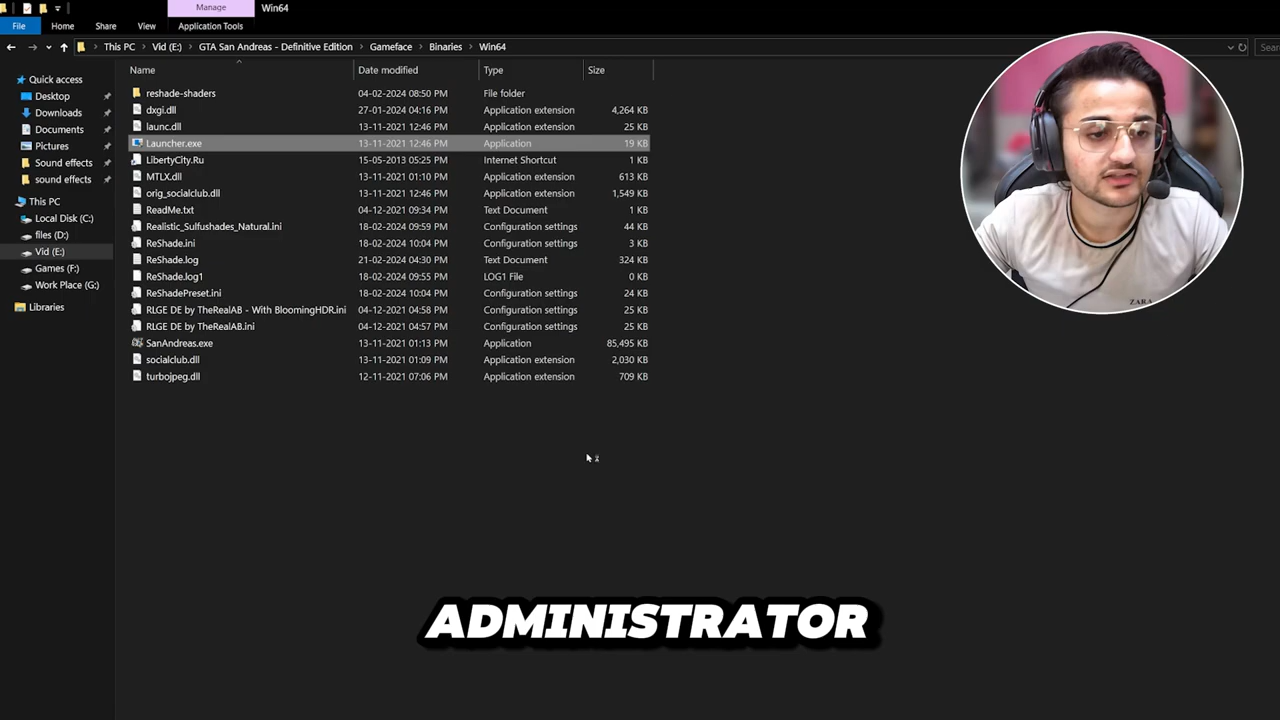 Manage
Win64
File
Home
Share
View
Application Tools
This PC
Vid (E:)
GTA San Andreas - Definitive Edition
Gameface
Binaries
Win64
Sear
Name
Date modified
Type
Size
Quick access
Desktop
Downloads
Documents
Pictures
Sound effects
sound effects
This PC
Local Disk (C:)
files (D:)
Vid (E:)
Games (F:)
Work Place (G:)
Libraries
reshade-shaders 04-02-2024 08:50 PM File folder
dxgi.dll 27-01-2024 04:16 PM Application extension 4,264 KB
launc.dll 13-11-2021 12:46 PM Application extension 25 KB
Launcher.exe 13-11-2021 12:46 PM Application 19 KB
LibertyCity.Ru 15-05-2013 05:25 PM Internet Shortcut 1 KB
MTLX.dll 13-11-2021 01:10 PM Application extension 613 KB
orig_socialclub.dll 13-11-2021 12:46 PM Application extension 1,549 KB
ReadMe.txt 04-12-2021 09:34 PM Text Document 1 KB
Realistic_Sulfushades_Natural.ini 18-02-2024 09:59 PM Configuration settings 44 KB
ReShade.ini 18-02-2024 10:04 PM Configuration settings 3 KB
ReShade.log 21-02-2024 04:30 PM Text Document 324 KB
ReShade.log1 18-02-2024 09:55 PM LOG1 File 0 KB
ReShadePreset.ini 18-02-2024 10:04 PM Configuration settings 24 KB
RLGE DE by TheRealAB - With BloomingHDR.ini 04-12-2021 04:58 PM Configuration settings 25 KB
RLGE DE by TheRealAB.ini 04-12-2021 04:57 PM Configuration settings 25 KB
SanAndreas.exe 13-11-2021 01:13 PM Application 85,495 KB
socialclub.dll 13-11-2021 01:09 PM Application extension 2,030 KB
turbojpeg.dll 12-11-2021 07:06 PM Application extension 709 KB
ZARA
ADMINISTRATOR